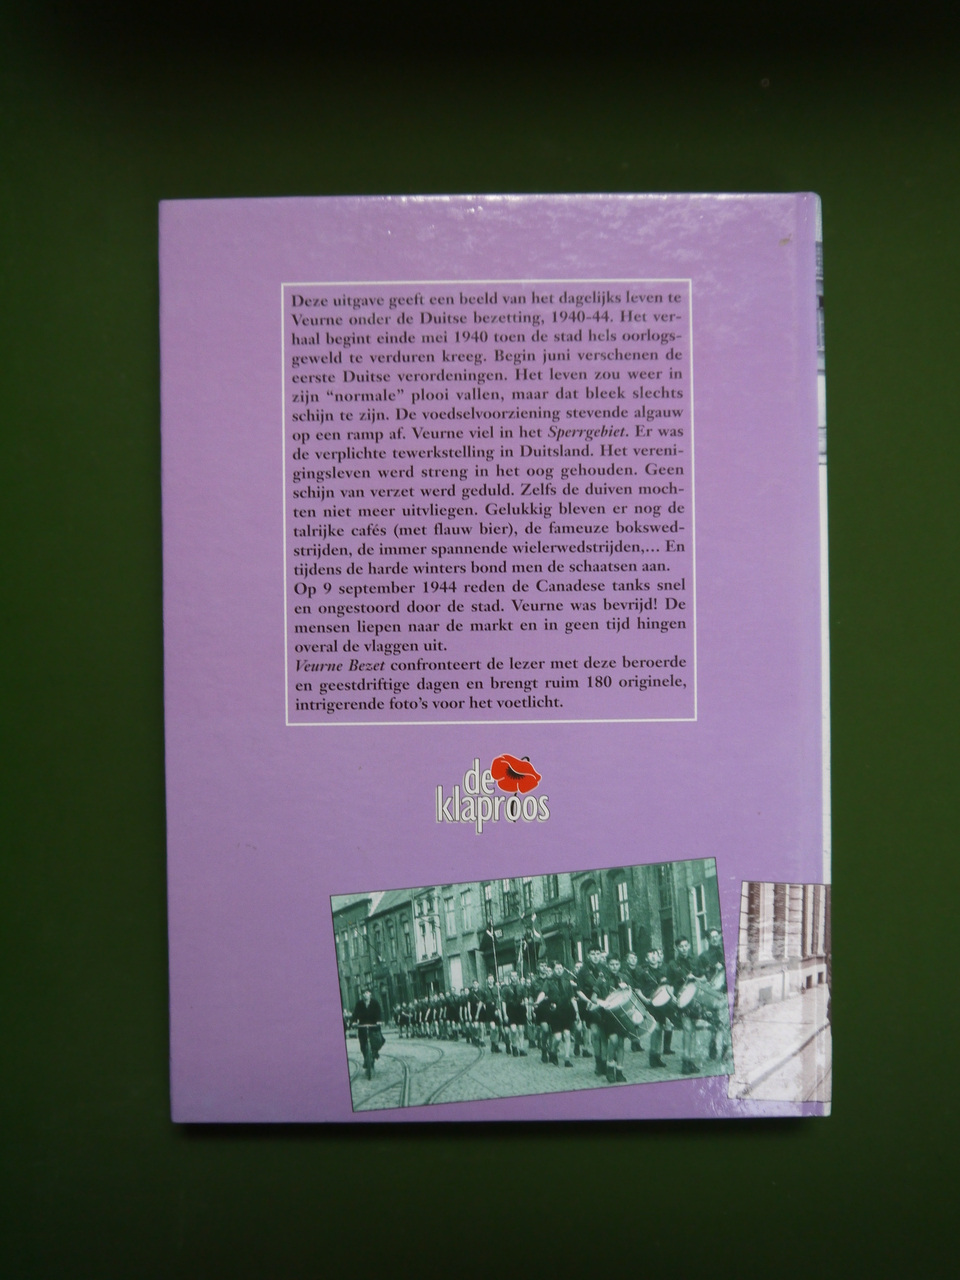 Deze uitgave geeft een beeld van het dagelijks leven te
Veurne onder de Duitse bezetting, 1940-44. Het ver-
haal begint einde mei 1940 toen de stad hels oorlogs-
geweld te verduren kreeg. Begin juni verschenen de
eerste Duitse verordeningen. Het leven zou weer in
zijn “normale” plooi vallen, maar dat bleek slechts
schijn te zijn. De voedselvoorziening stevende algauw
op een ramp af. Veurne viel in het Sperrgebiet. Er was
de verplichte tewerkstelling in Duitsland. Het vereni-
gingsleven werd streng in het oog gehouden. Geen
schijn van verzet werd geduld. Zelfs de duiven moch-
ten niet meer uitvliegen. Gelukkig bleven er nog de
talrijke cafés (met flauw bier), de fameuze bokswed-
strijden, de immer spannende wielerwedstrijden,... En
tijdens de harde winters bond men de schaatsen aan.
Op 9 september 1944 reden de Canadese tanks snel
en ongestoord door de stad. Veurne was bevrijd! De
mensen liepen naar de markt en in geen tijd hingen
overal de vlaggen uit.
Veurne Bezet confronteert de lezer met deze beroerde
en geestdriftige dagen en brengt ruim 180 originele,
intrigerende foto’s voor het voetlicht.
de
klaproos